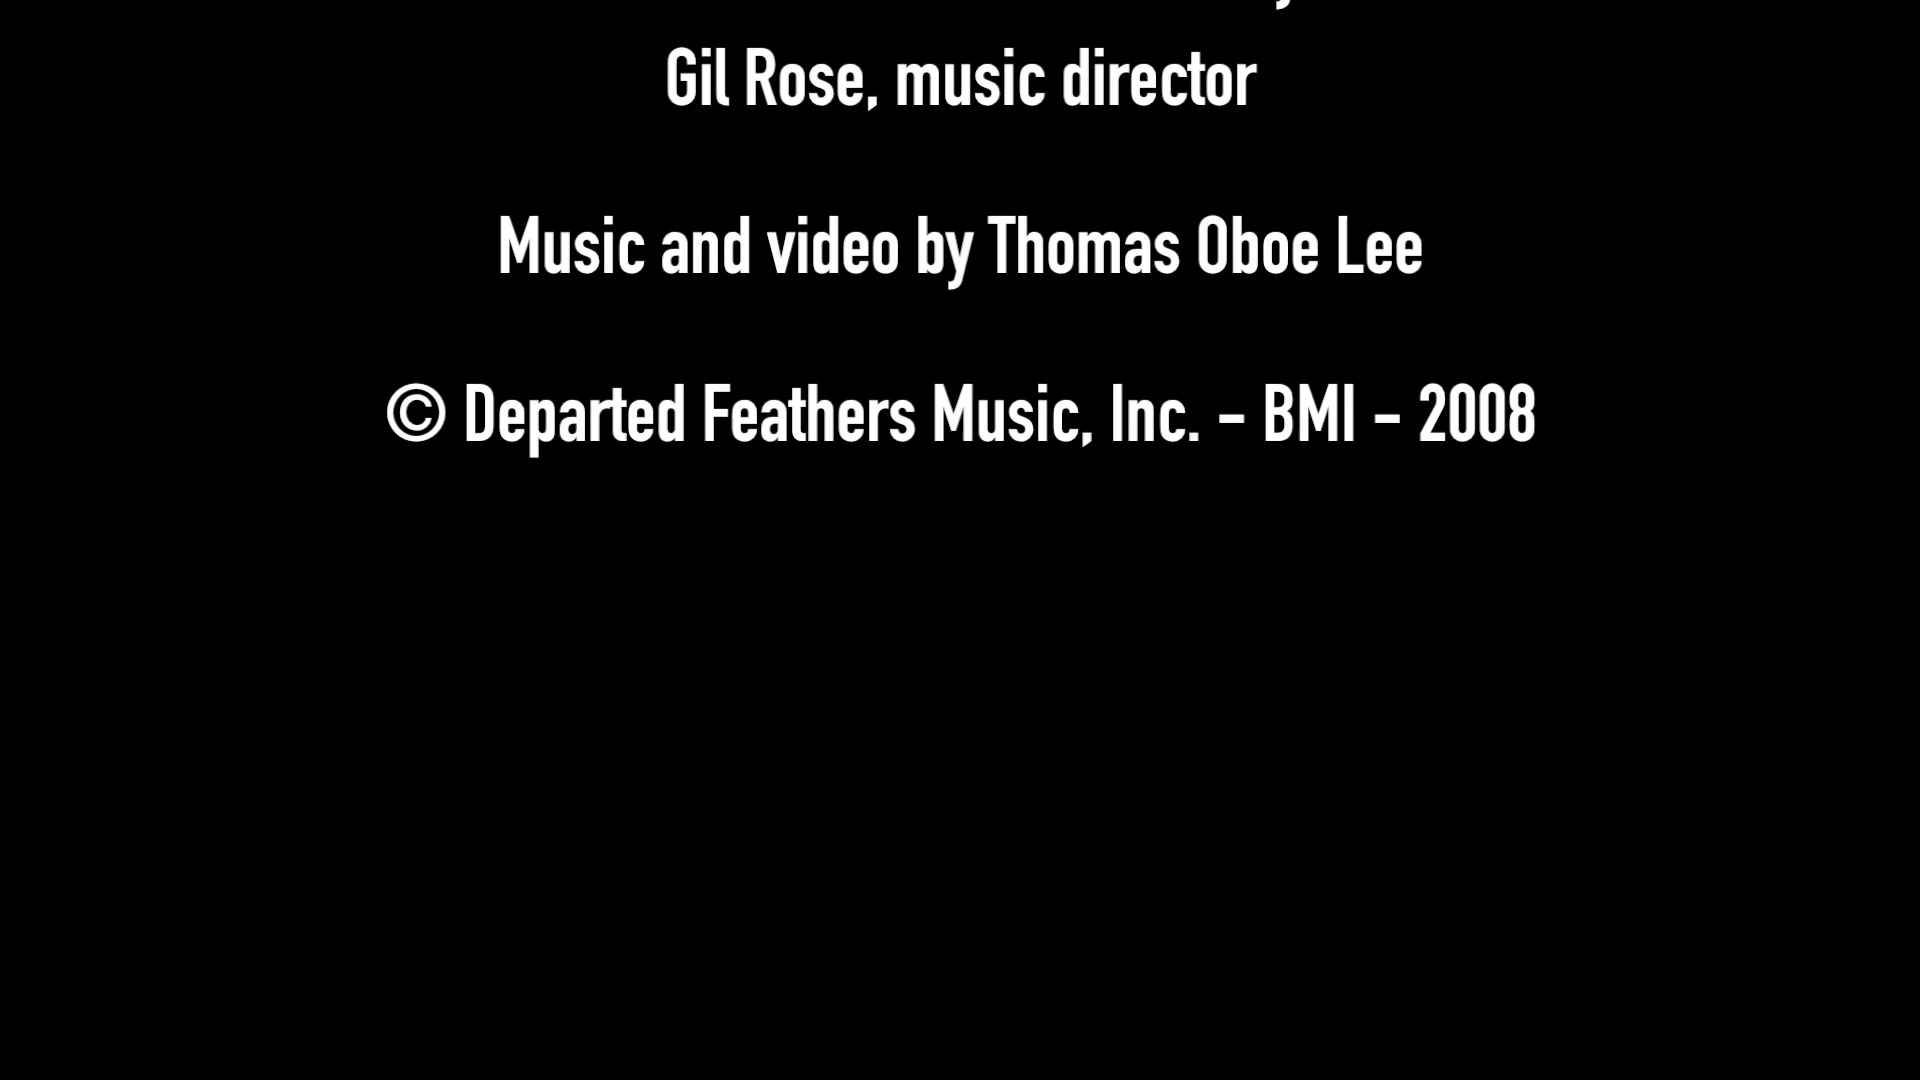 Gil Rose, music director
Music and video by Thomas Oboe Lee
© Departed Feathers Music, Inc. - BMI - 2008